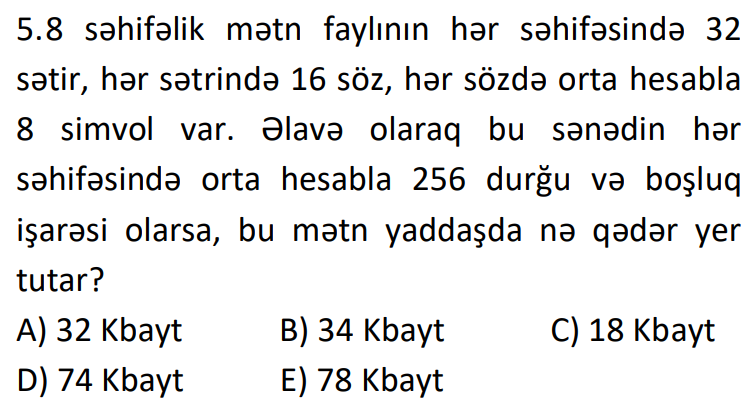 5.8 səhifəlik mətn faylının hər səhifəsində 32
sətir, hər sətrində 16 söz, hər sözdə orta hesabla
8 simvol var. Əlavə olaraq bu sənədin hər
səhifəsində orta hesabla 256 durğu və boşluq
işarəsi olarsa, bu mətn yaddaşda nə qədər yer
tutar?
A) 32 Kbayt B) 34 Kbayt C) 18 Kbayt
D) 74 Kbayt E) 78 Kbayt